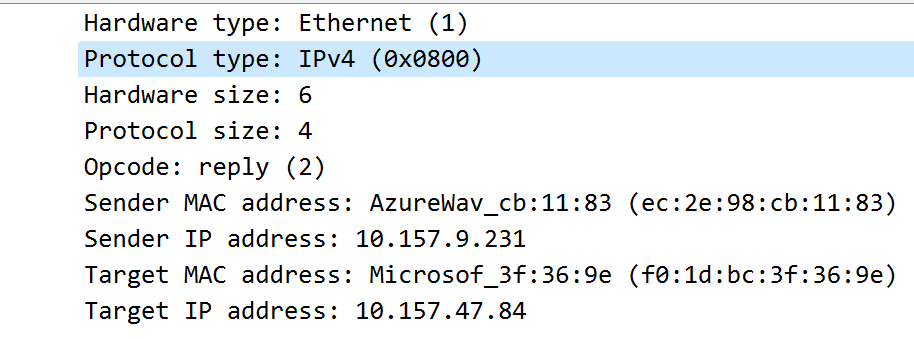 Hardware type: Ethernet (1)
Protocol type: IPv4 (0x0800)
Hardware size: 6
Protocol size: 4
Opcode: reply (2)
Sender MAC address: AzureWav_cb:11:83 (ec:2e:98:cb:11:83)
Sender IP address: 10.157.9.231
Target MAC address: Microsof_3f:36:9e (f0:1d:bc:3f:36:9e)
Target IP address: 10.157.47.84